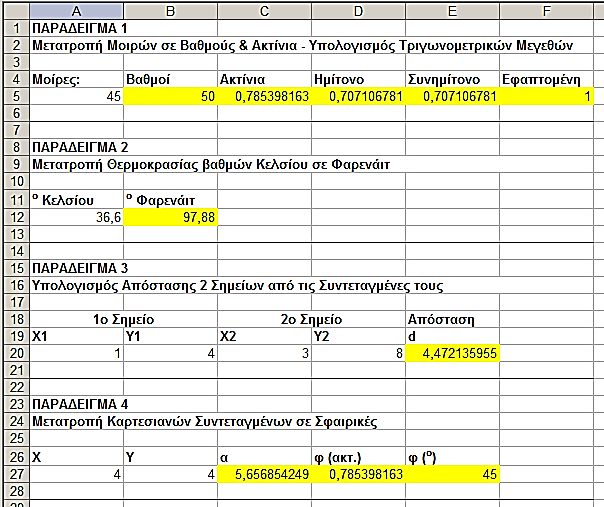 A B C D E F
1 ΠΑΡΑΔΕΙΓΜΑ 1
2 Μετατροπή Μοιρών σε Βαθμούς & Ακτίνια - Υπολογισμός Τριγωνομετρικών Μεγεθών
3
4 Μοίρες: Βαθμοί Ακτίνια Ημίτονο Συνημίτονο Εφαπτομένη
5 45 50 0,785398163 0,707106781 0,707106781 1
6
7
8 ΠΑΡΑΔΕΙΓΜΑ 2
9 Μετατροπή Θερμοκρασίας βαθμών Κελσίου σε Φαρενάιτ
10
11 º Κελσίου º Φαρενάιτ
12 36,6 97,88
13
14
15 ΠΑΡΑΔΕΙΓΜΑ 3
16 Υπολογισμός Απόστασης 2 Σημείων από τις Συντεταγμένες τους
17
18 1ο Σημείο 2ο Σημείο Απόσταση
19 X1 Y1 X2 Y2 d
20 1 4 3 8 4,472135955
21
22
23 ΠΑΡΑΔΕΙΓΜΑ 4
24 Μετατροπή Καρτεσιανών Συντεταγμένων σε Σφαιρικές
25
26 X Y α φ (ακτ.) φ (º)
27 4 4 5,656854249 0,785398163 45
28